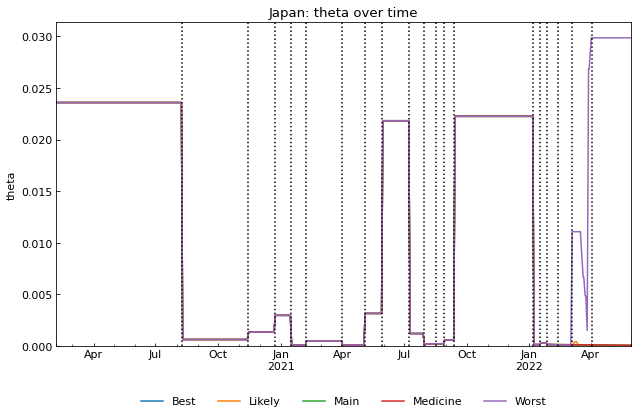 Japan: theta over time
0.030
0.025
0.020
0.015
0.010
0.005
0.000
theta
Apr Jul Oct Jan Apr Jul Oct Jan Apr
2021 2022
Best Likely Main Medicine Worst